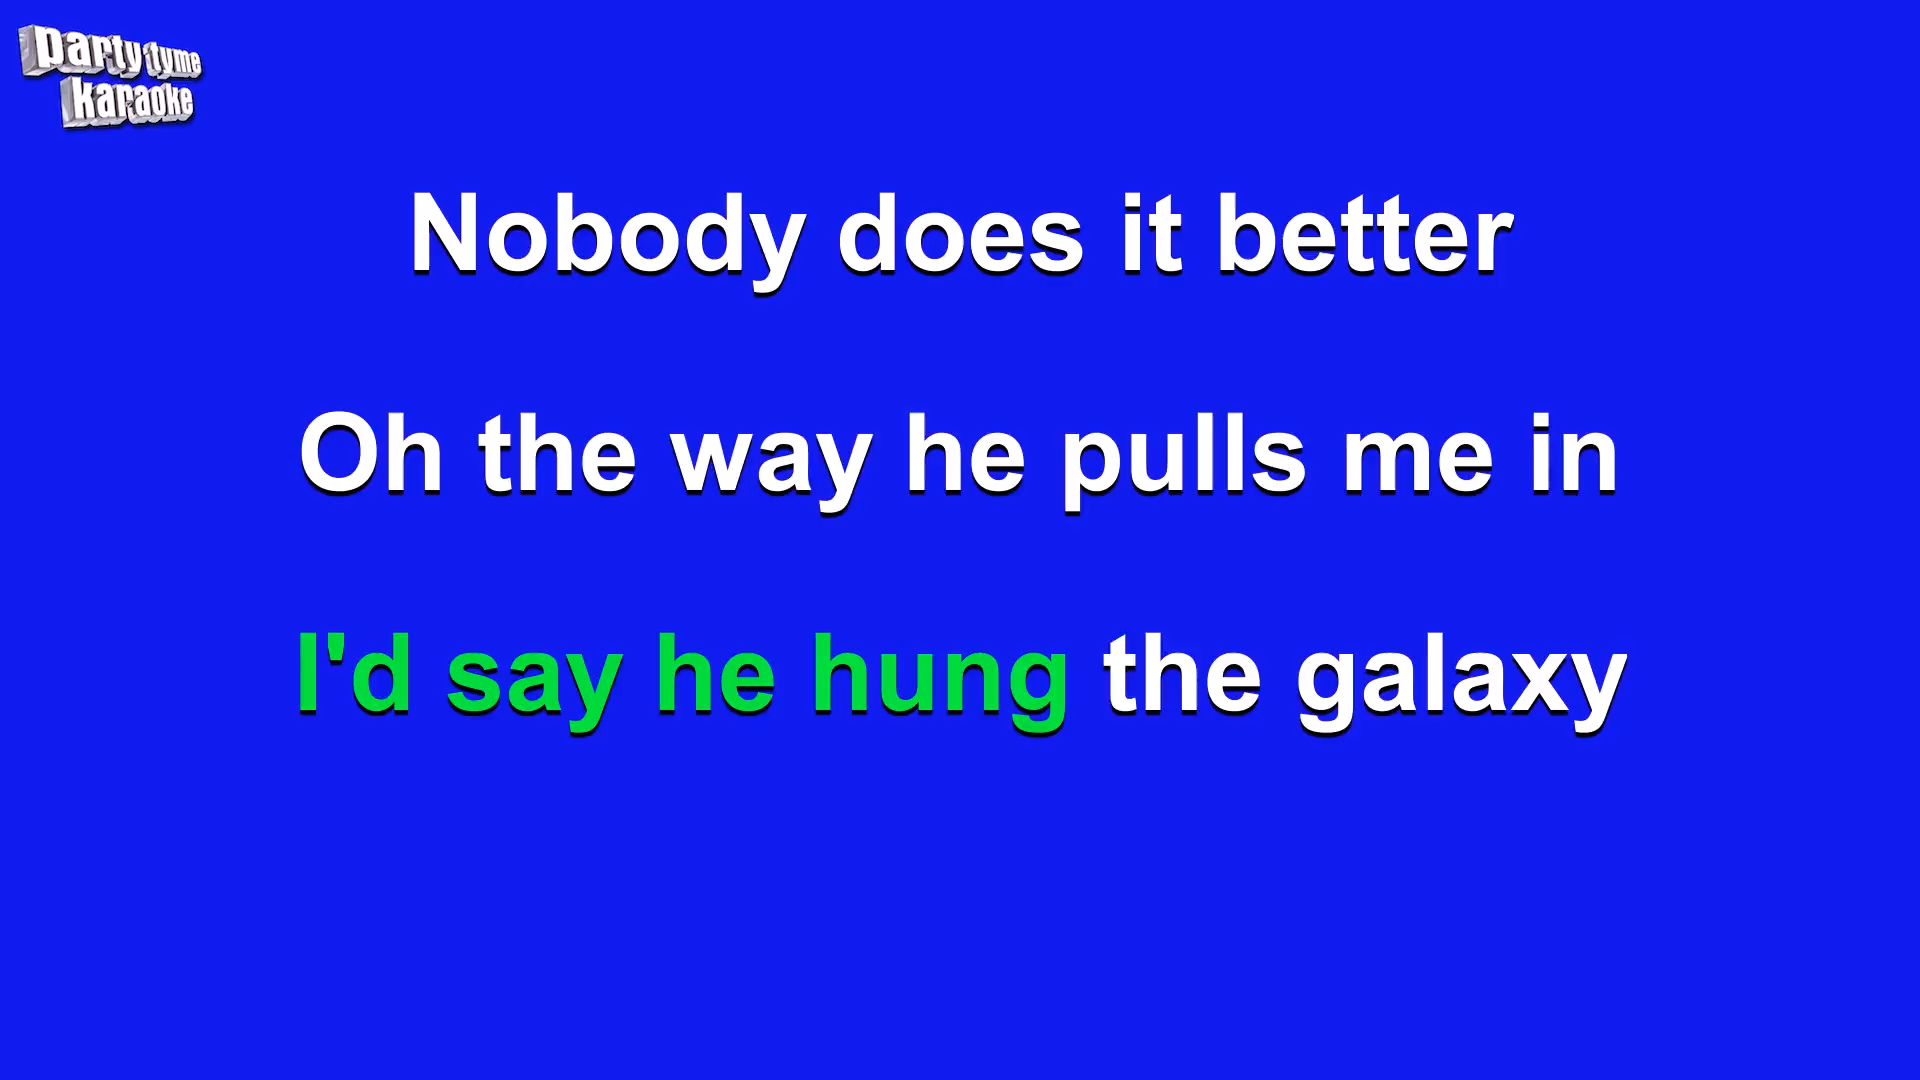 party tyme
karaoke
Nobody does it better
Oh the way he pulls me in
I'd say he hung the galaxy